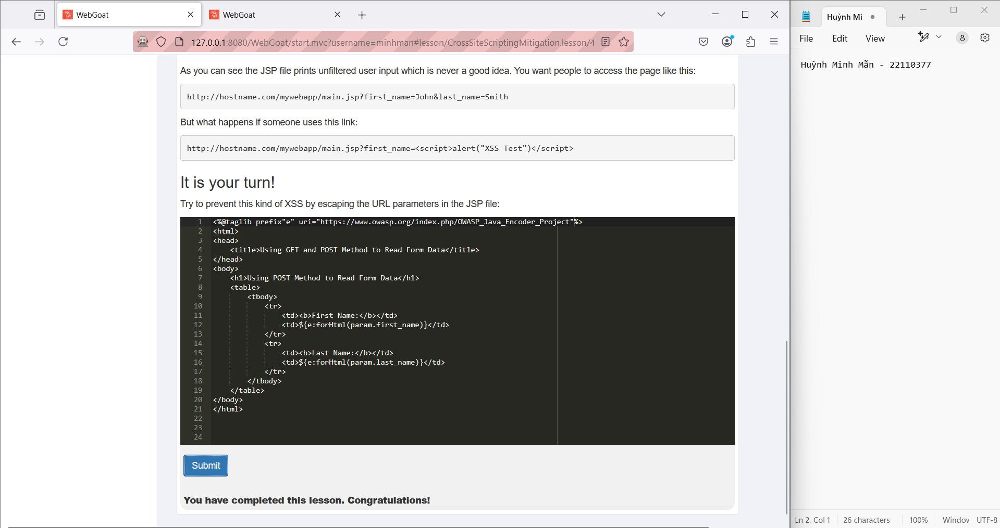 WebGoat
WebGoat
127.0.0.1:8080/WebGoat/start.mvc?username=minhman#lesson/CrossSiteScriptingMitigation.lesson/4
As you can see the JSP file prints unfiltered user input which is never a good idea. You want people to access the page like this:
http://hostname.com/mywebapp/main.jsp?first_name=John&last_name=Smith
But what happens if someone uses this link:
http://hostname.com/mywebapp/main.jsp?first_name=<script>alert("XSS Test")</script>
It is your turn!
Try to prevent this kind of XSS by escaping the URL parameters in the JSP file:
1 <%@taglib prefix"e" uri="https://www.owasp.org/index.php/OWASP_Java_Encoder_Project"%>
2 <html>
3 <head>
4 <title>Using GET and POST Method to Read Form Data</title>
5 </head>
6 <body>
7 <h1>Using POST Method to Read Form Data</h1>
8 <table>
9 <tbody>
10 <tr>
11 <td><b>First Name:</b></td>
12 <td>${e:forHtml(param.first_name)}</td>
13 </tr>
14 <tr>
15 <td><b>Last Name:</b></td>
16 <td>${e:forHtml(param.last_name)}</td>
17 </tr>
18 </tbody>
19 </table>
20 </body>
21 </html>
22
23
24
Submit
You have completed this lesson. Congratulations!
Huỳnh Mi
File Edit View
Huỳnh Minh Mẫn - 22110377
Ln 2, Col 1 26 characters 100% Window UTF-8